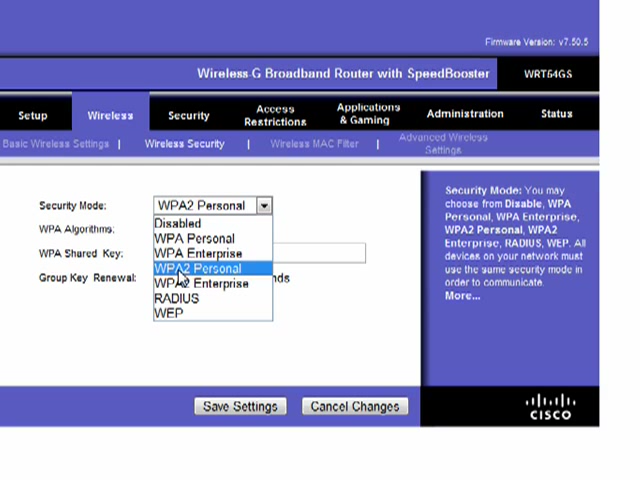 Firmware Version: v7.50.5
Wireless-G Broadband Router with SpeedBooster
WRT54GS
Setup
Wireless
Security
Access
Restrictions
Applications
& Gaming
Administration
Status
Basic Wireless Settings |
Wireless Security |
Wireless MAC Filter |
Advanced Wireless
Settings
Security Mode: WPA2 Personal
Disabled
WPA Personal
WPA Enterprise
WPA2 Personal
WPA2 Enterprise
RADIUS
WEP
WPA Algorithms:
WPA Shared Key:
Group Key Renewal: nds
Security Mode: You may
choose from Disable, WPA
Personal, WPA Enterprise,
WPA2 Personal, WPA2
Enterprise, RADIUS, WEP. All
devices on your network must
use the same security mode in
order to communicate.
More...
Save Settings
Cancel Changes
CISCO